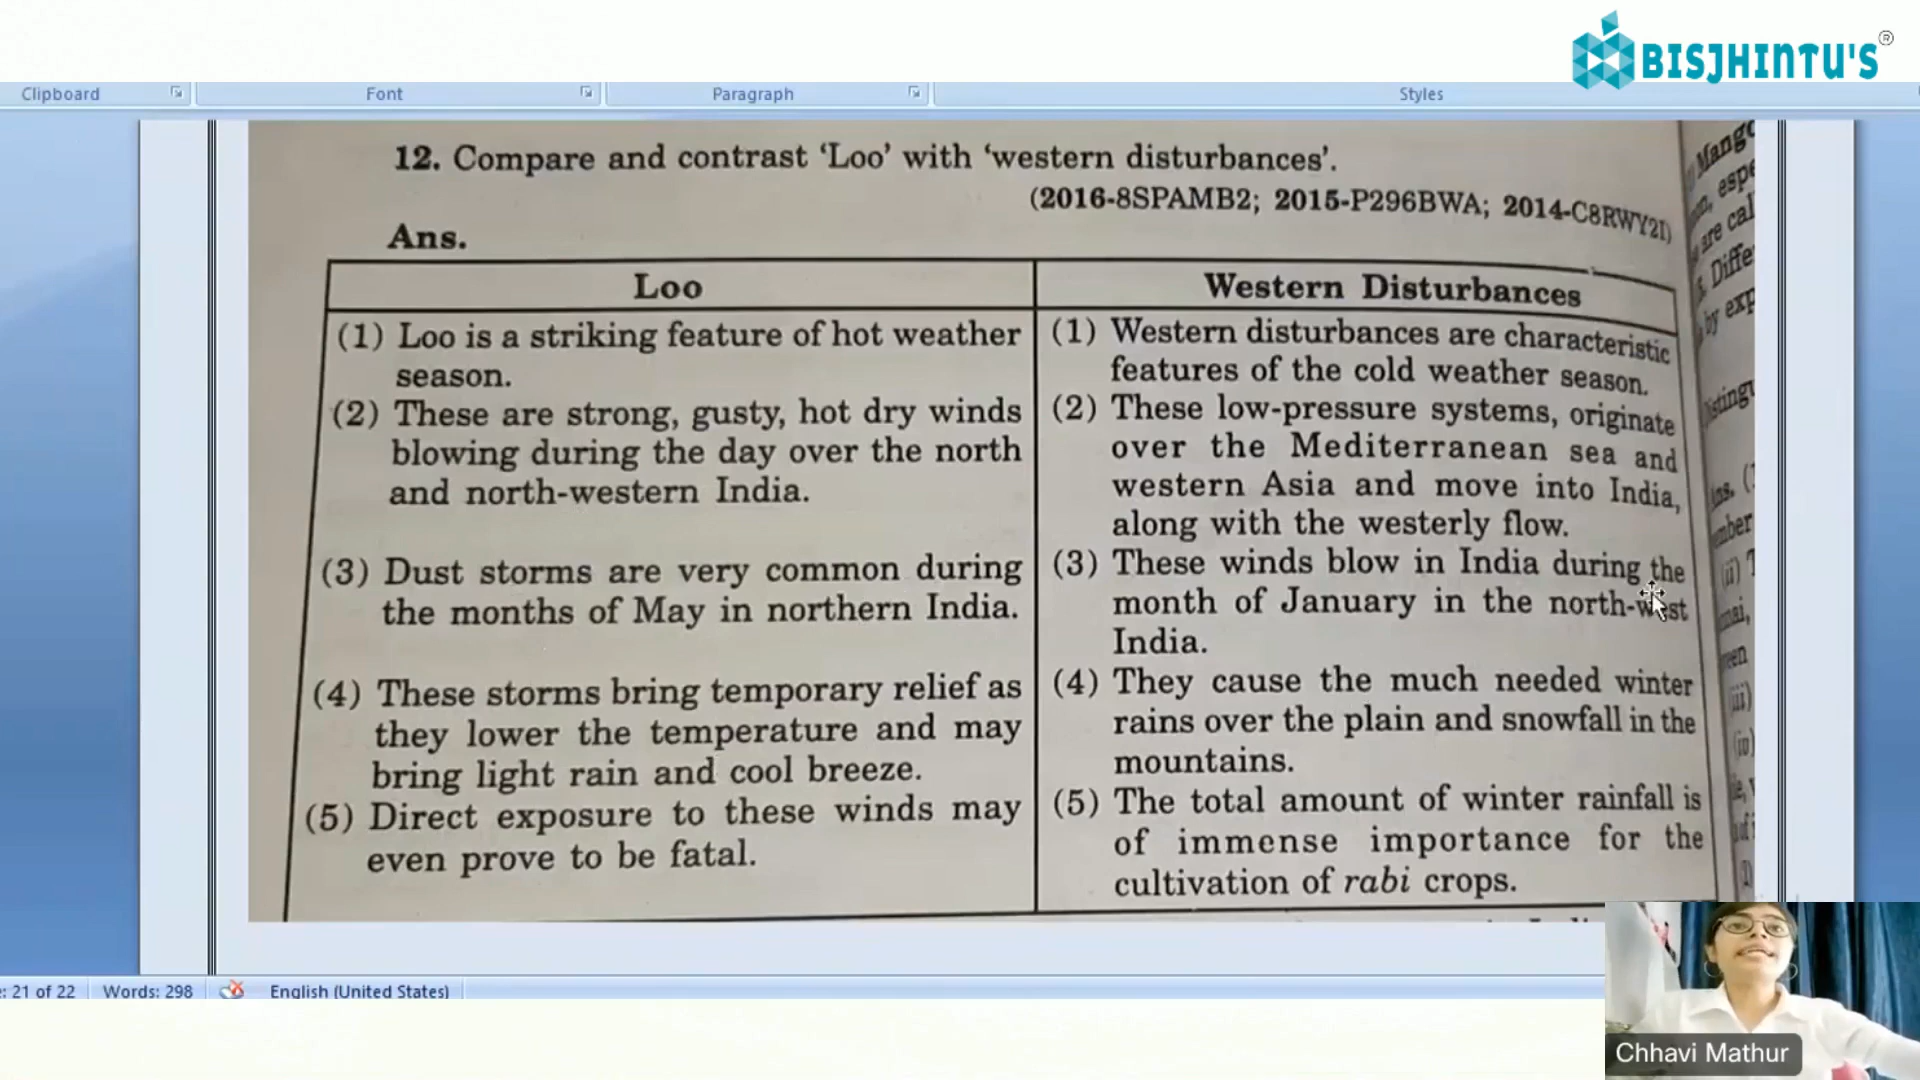 BISJHINTU'S®
Clipboard Font Paragraph Styles
12. Compare and contrast ‘Loo’ with ‘western disturbances’.
(2016-8SPAMB2; 2015-P296BWA; 2014-C8RWY2I)
Ans.
Loo
(1) Loo is a striking feature of hot weather
season.
(2) These are strong, gusty, hot dry winds
blowing during the day over the north
and north-western India.
(3) Dust storms are very common during
the months of May in northern India.
(4) These storms bring temporary relief as
they lower the temperature and may
bring light rain and cool breeze.
(5) Direct exposure to these winds may
even prove to be fatal.
Western Disturbances
(1) Western disturbances are characteristic
features of the cold weather season.
(2) These low-pressure systems, originate
over the Mediterranean sea and
western Asia and move into India,
along with the westerly flow.
(3) These winds blow in India during the
month of January in the north-west
India.
(4) They cause the much needed winter
rains over the plain and snowfall in the
mountains.
(5) The total amount of winter rainfall is
of immense importance for the
cultivation of rabi crops.
by exp
(ii)
(iii)
(iv)
: 21 of 22 Words: 298 English (United States)
Chhavi Mathur